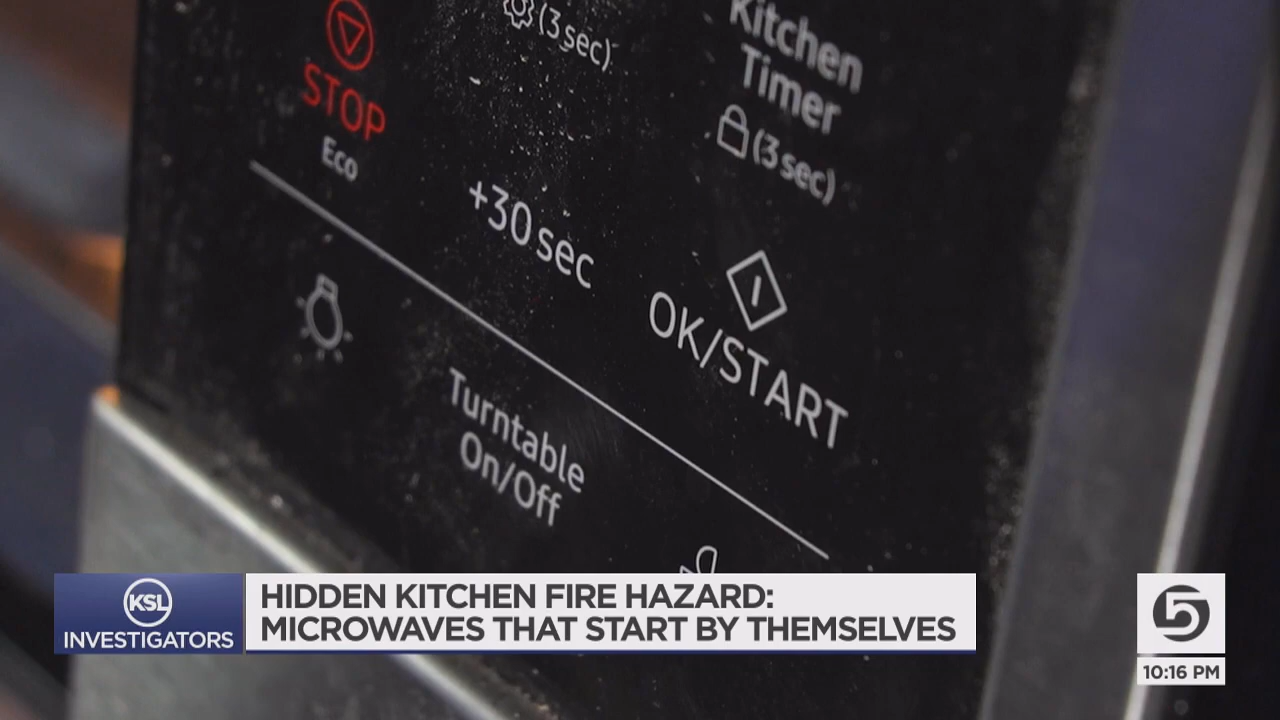 (3 sec)
Kitchen
Timer
(3 sec)
STOP
Eco
+30 sec
OK/START
Turntable
On/Off
KSL
INVESTIGATORS
HIDDEN KITCHEN FIRE HAZARD:
MICROWAVES THAT START BY THEMSELVES
5
10:16 PM